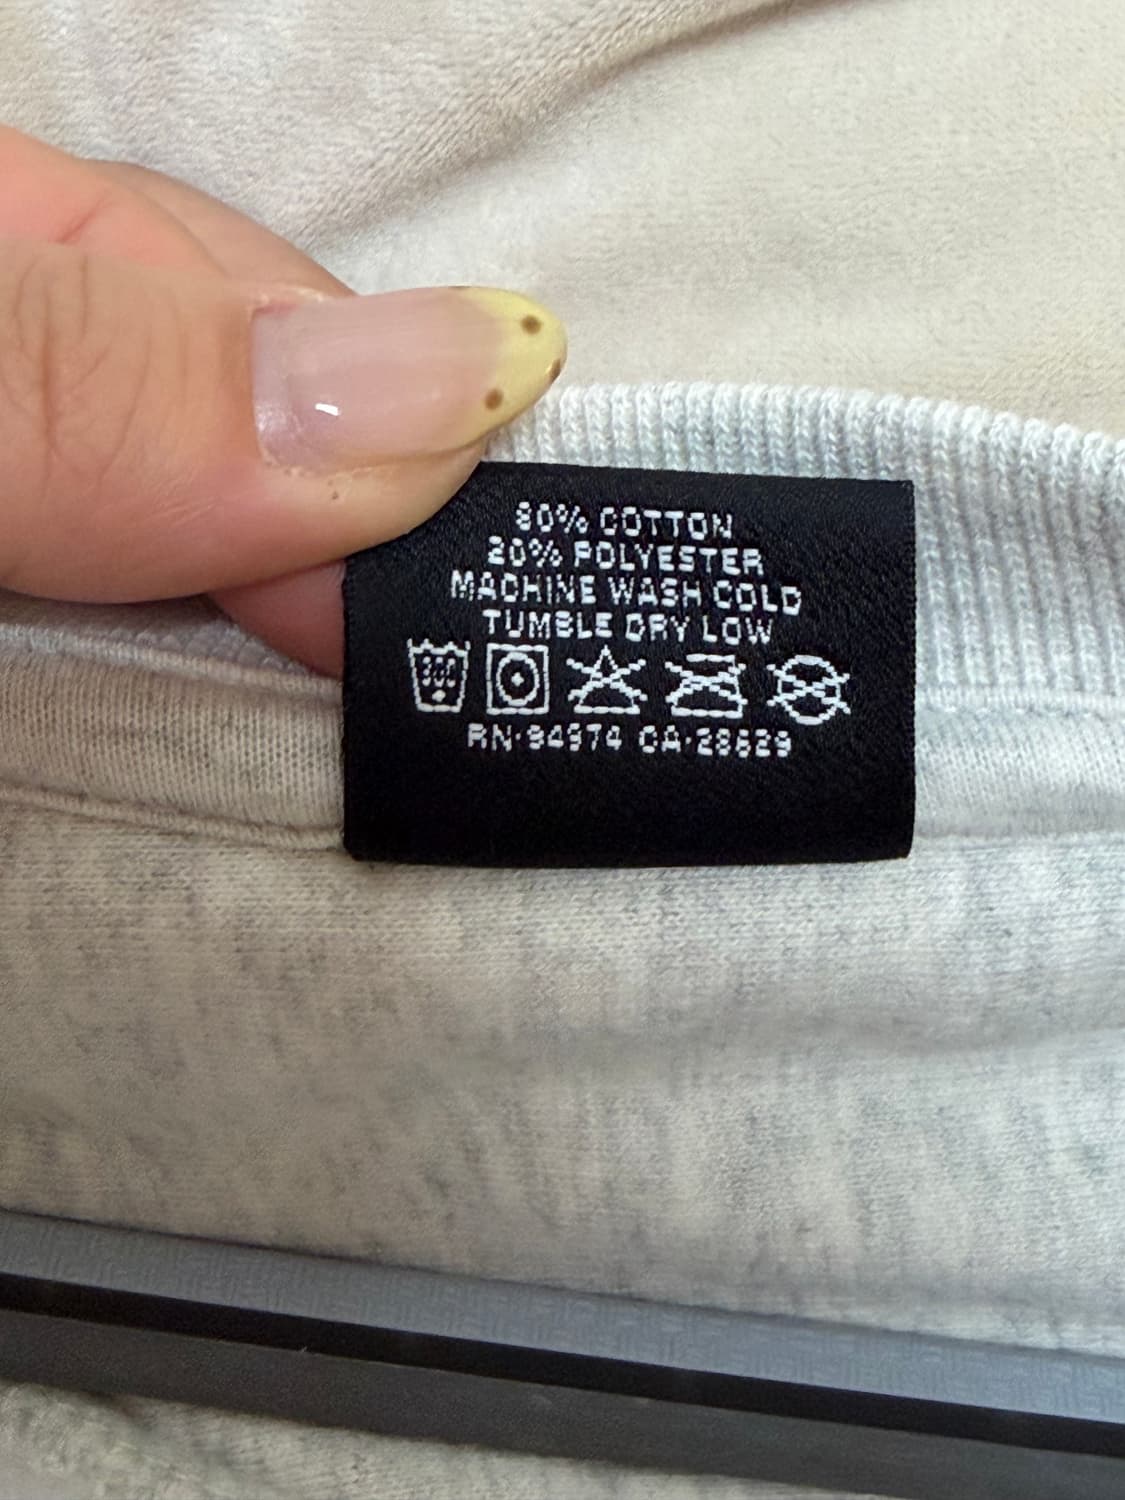 80% COTTON
20% POLYESTER
MACHINE WASH COLD
TUMBLE DRY LOW
RN·94974 CA·28629